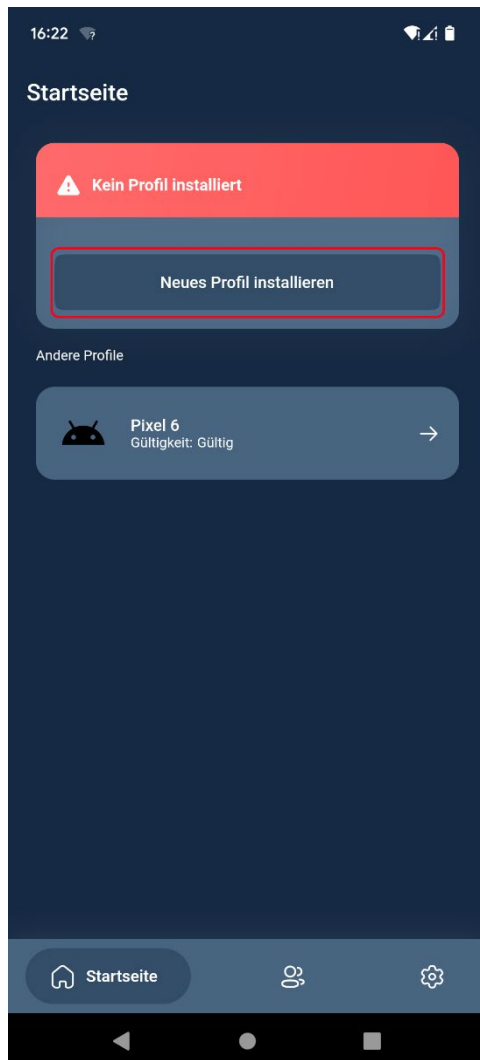 16:22
Startseite
Kein Profil installiert
Neues Profil installieren
Andere Profile
Pixel 6
Gültigkeit: Gültig
Startseite